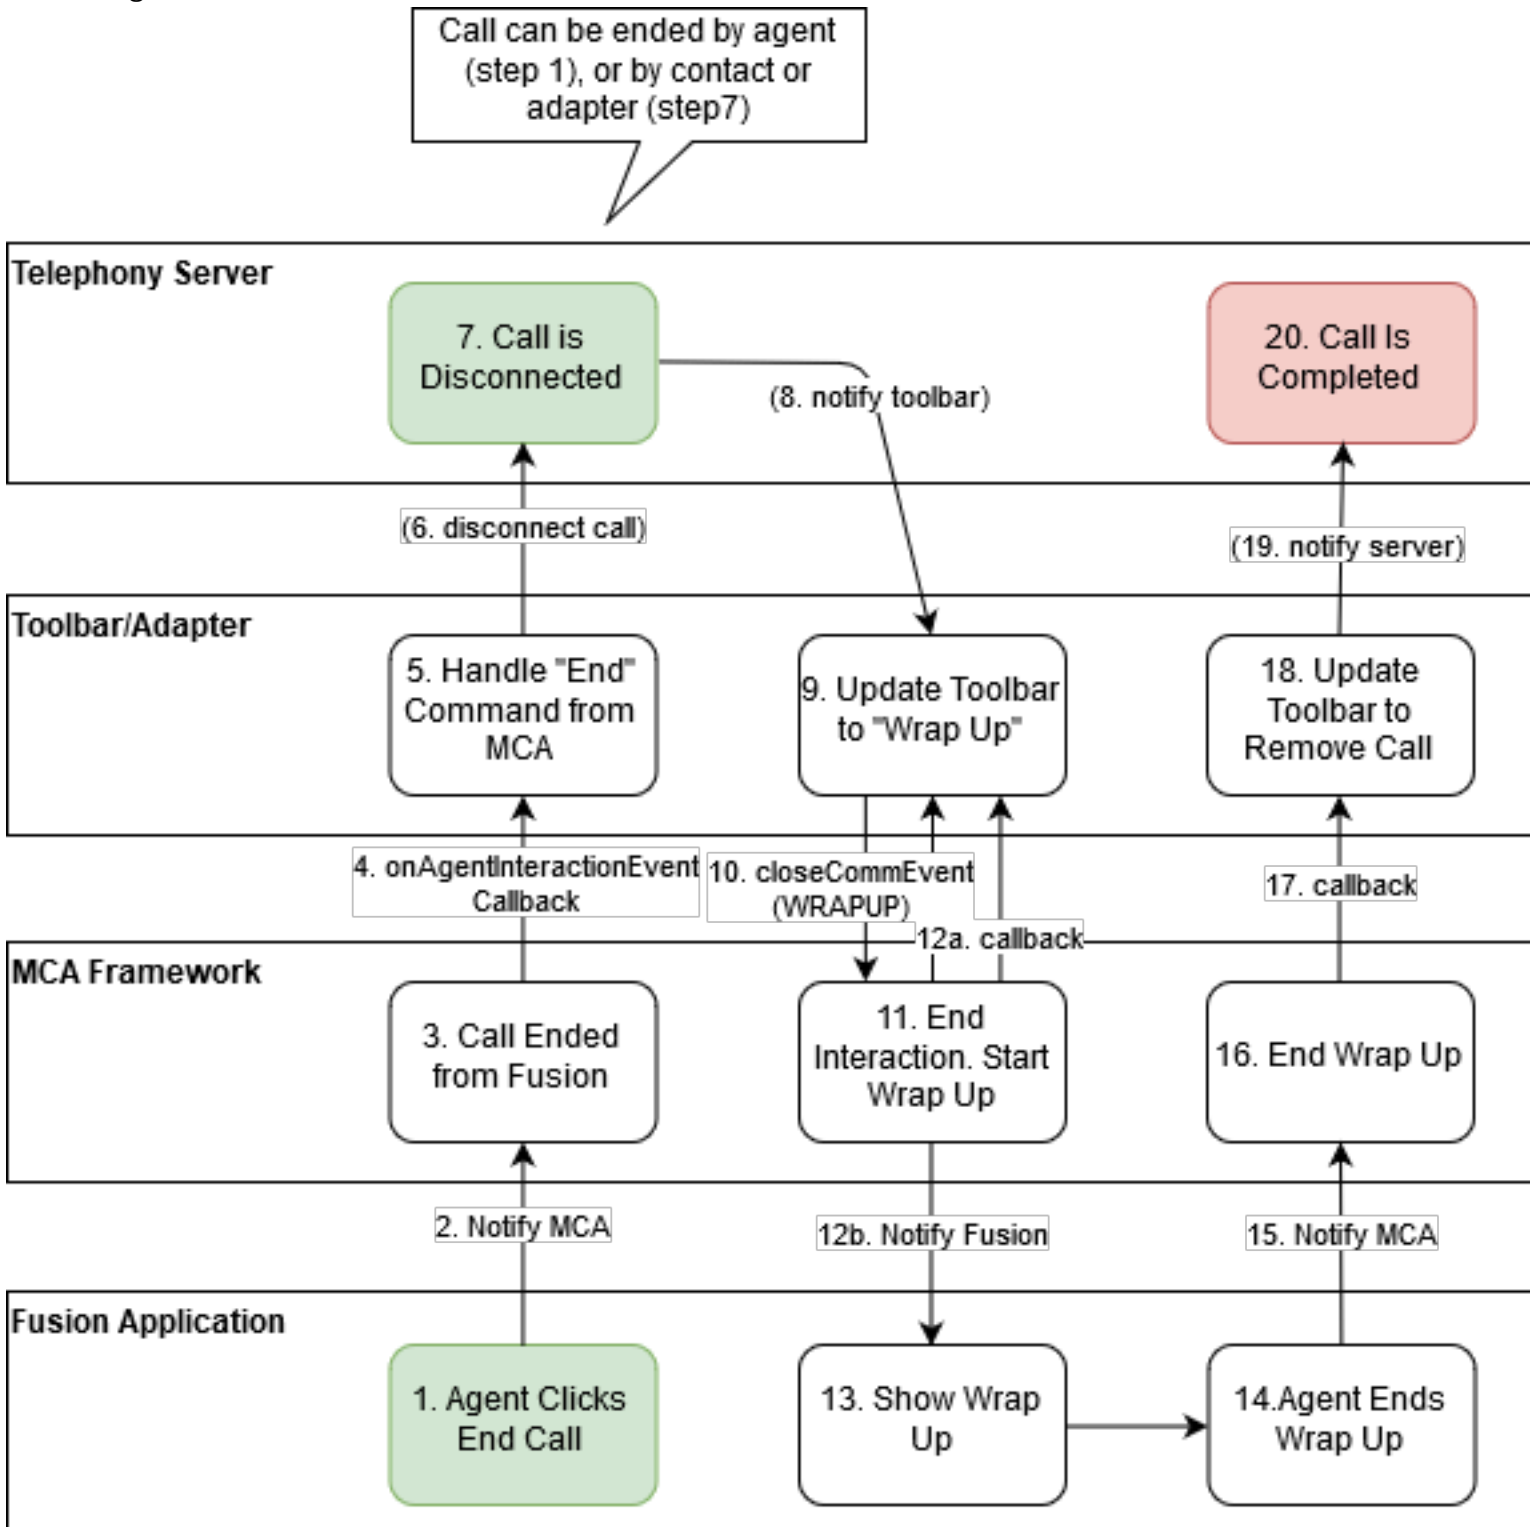 Call can be ended by agent
(step 1), or by contact or
adapter (step7)
Telephony Server
7. Call is
Disconnected
20. Call Is
Completed
(8. notify toolbar)
(6. disconnect call)
(19. notify server)
Toolbar/Adapter
5. Handle "End"
Command from
MCA
9. Update Toolbar
to "Wrap Up"
18. Update
Toolbar to
Remove Call
4. onAgentInteractionEvent
Callback
10. closeCommEvent
(WRAPUP)
12a. callback
17. callback
MCA Framework
3. Call Ended
from Fusion
11. End
Interaction. Start
Wrap Up
16. End Wrap Up
2. Notify MCA
12b. Notify Fusion
15. Notify MCA
Fusion Application
1. Agent Clicks
End Call
13. Show Wrap
Up
14.Agent Ends
Wrap Up